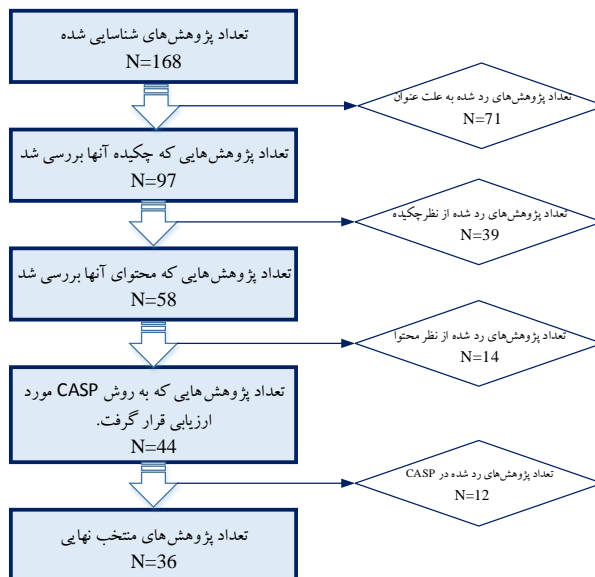 تعداد پژوهش‌های شناسایی شده
N=168
تعداد پژوهش‌های رد شده به علت عنوان
N=71
تعداد پژوهش‌هایی که چکیده آنها بررسی شد
N=97
تعداد پژوهش‌های رد شده از نظرچکیده
N=39
تعداد پژوهش‌هایی که محتوای آنها بررسی شد
N=58
تعداد پژوهش‌های رد شده از نظر محتوا
N=14
تعداد پژوهش‌هایی که به روش CASP مورد
ارزیابی قرار گرفت.
N=44
تعداد پژوهش‌های رد شده در CASP
N=12
تعداد پژوهش‌های منتخب نهایی
N=36